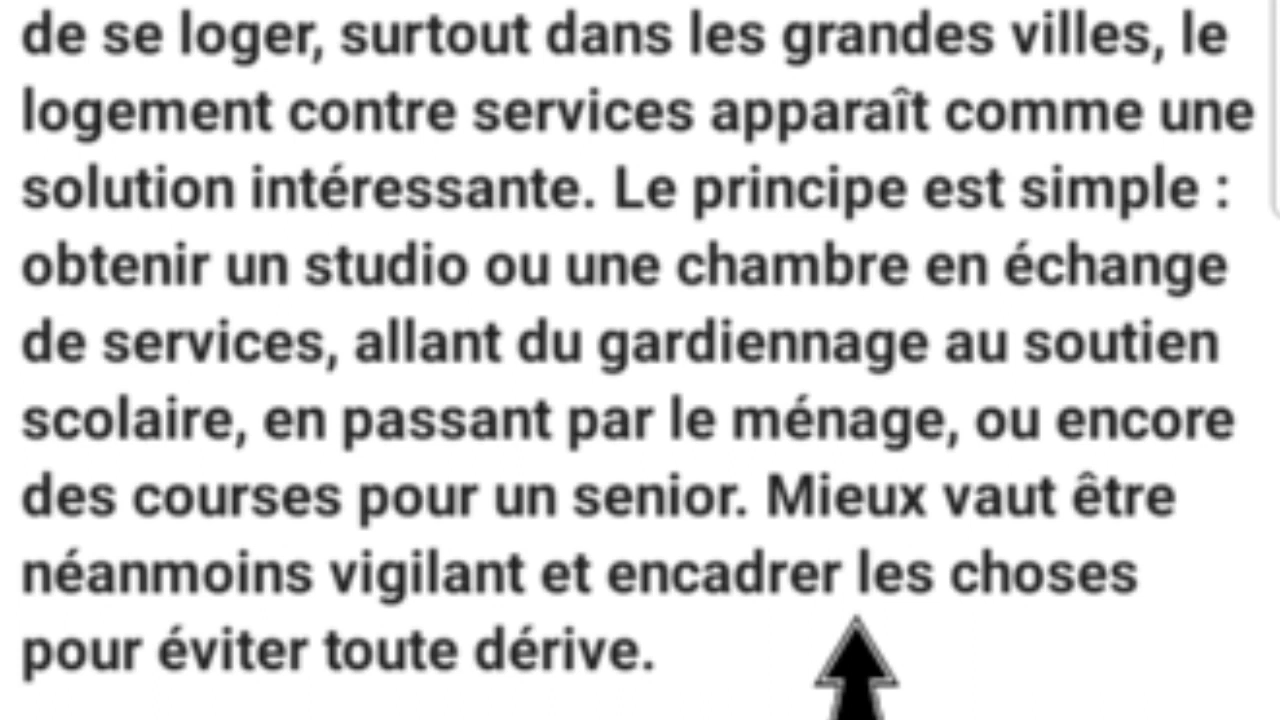 de se loger, surtout dans les grandes villes, le
logement contre services apparaît comme une
solution intéressante. Le principe est simple :
obtenir un studio ou une chambre en échange
de services, allant du gardiennage au soutien
scolaire, en passant par le ménage, ou encore
des courses pour un senior. Mieux vaut être
néanmoins vigilant et encadrer les choses
pour éviter toute dérive.